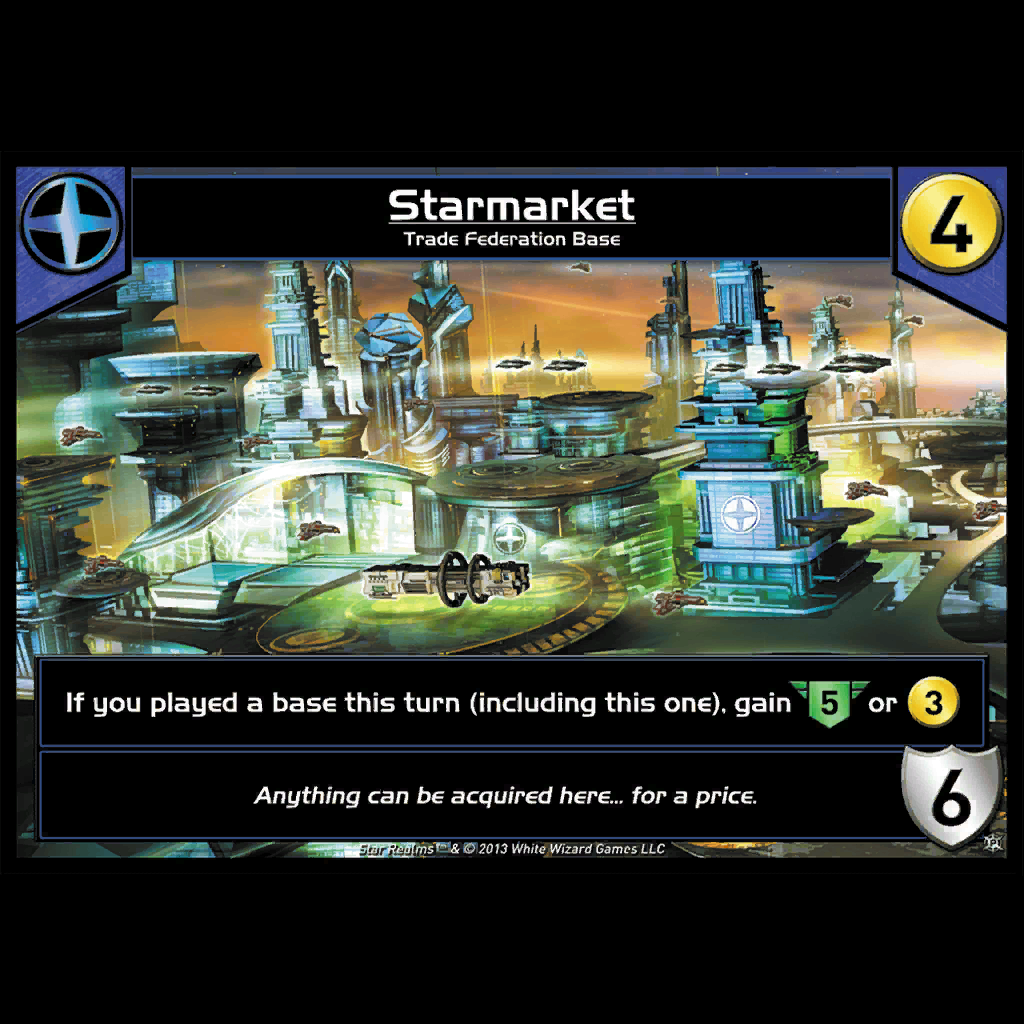 Starmarket
4
Trade Federation Base
If you played a base this turn (including this one), gain 5 or 3
Anything can be acquired here... for a price.
6
Star Realms™ & © 2013 White Wizard Games LLC